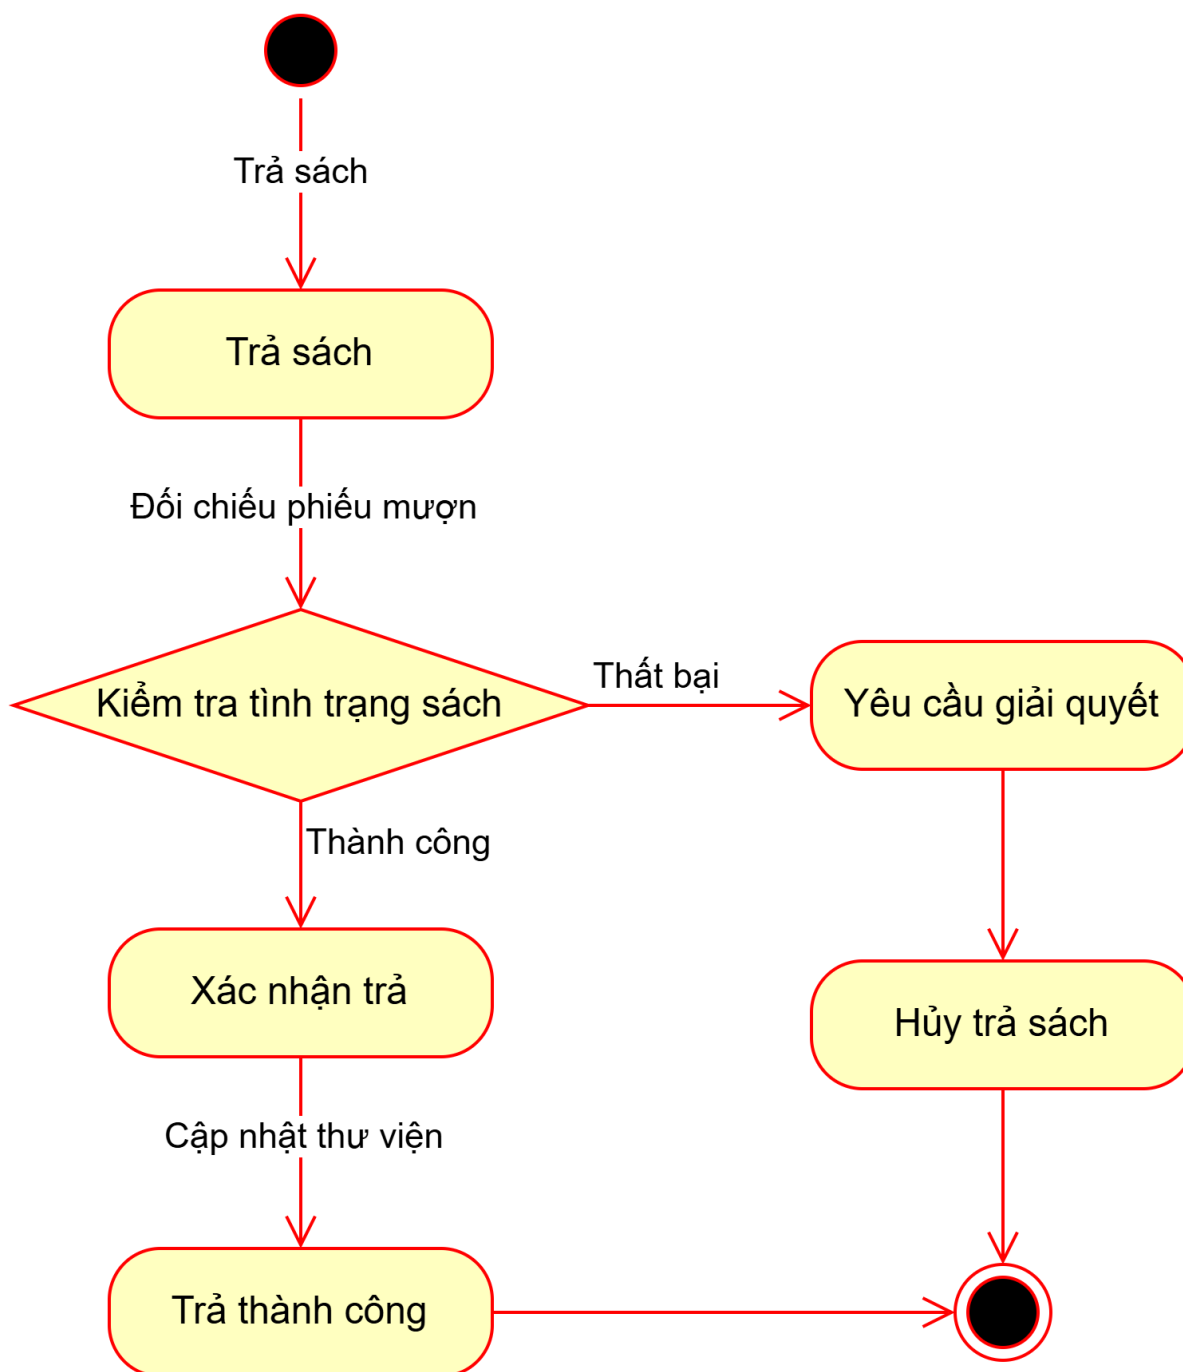 Trả sách
Trả sách
Đối chiếu phiếu mượn
Kiểm tra tình trạng sách
Thất bại
Yêu cầu giải quyết
Thành công
Xác nhận trả
Hủy trả sách
Cập nhật thư viện
Trả thành công